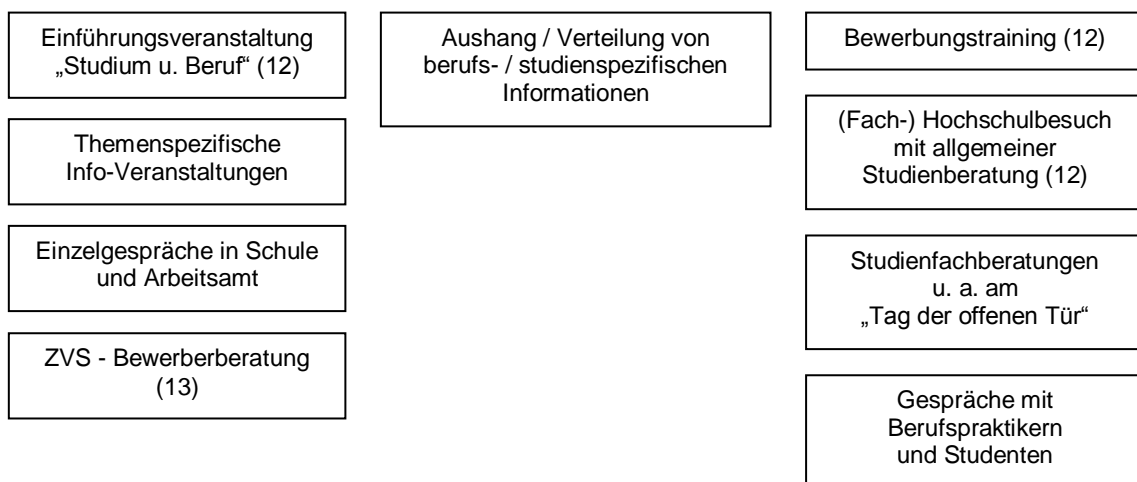 Einführungsveranstaltung
„Studium u. Beruf“ (12)
Themenspezifische
Info-Veranstaltungen
Einzelgespräche in Schule
und Arbeitsamt
ZVS - Bewerberberatung
(13)
Aushang / Verteilung von
berufs- / studienspezifischen
Informationen
Bewerbungstraining (12)
(Fach-) Hochschulbesuch
mit allgemeiner
Studienberatung (12)
Studienfachberatungen
u. a. am
„Tag der offenen Tür“
Gespräche mit
Berufspraktikern
und Studenten